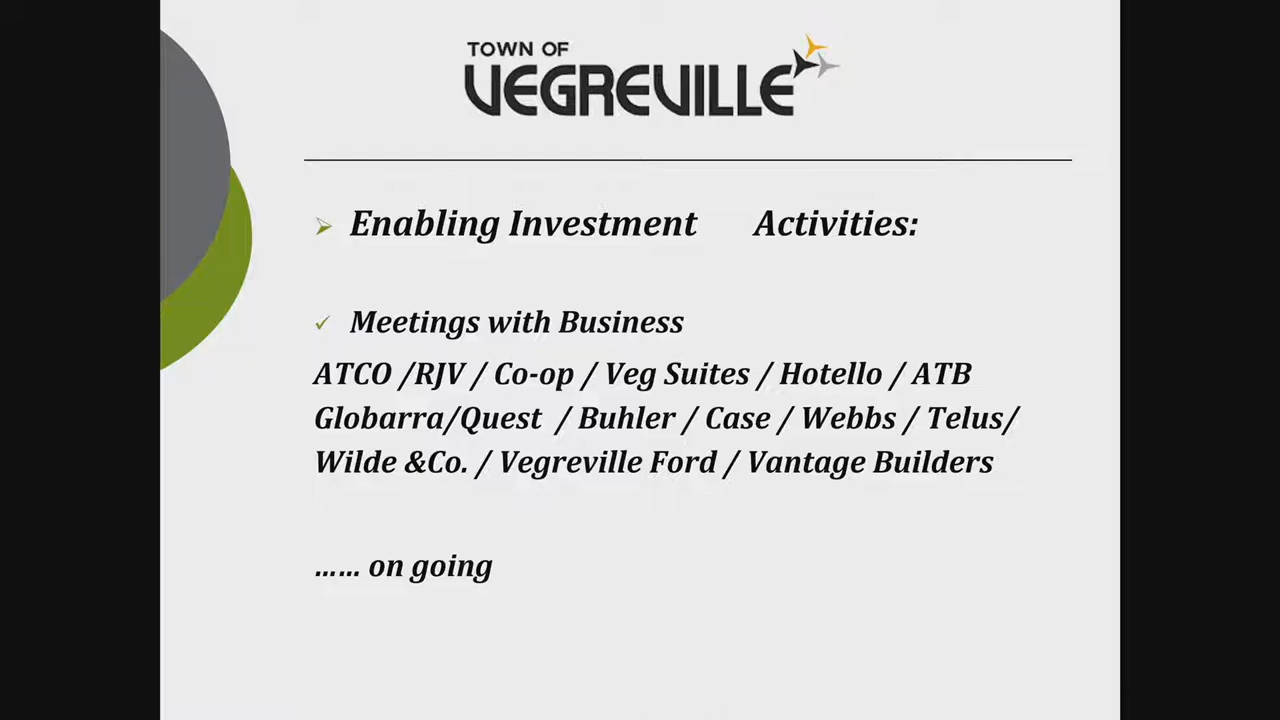 TOWN OF
VEGREVILLE
Enabling Investment Activities:
Meetings with Business
ATCO /RJV / Co-op / Veg Suites / Hotello / ATB
Globarra/Quest / Buhler / Case / Webbs / Telus/
Wilde &Co. / Vegreville Ford / Vantage Builders
...... on going